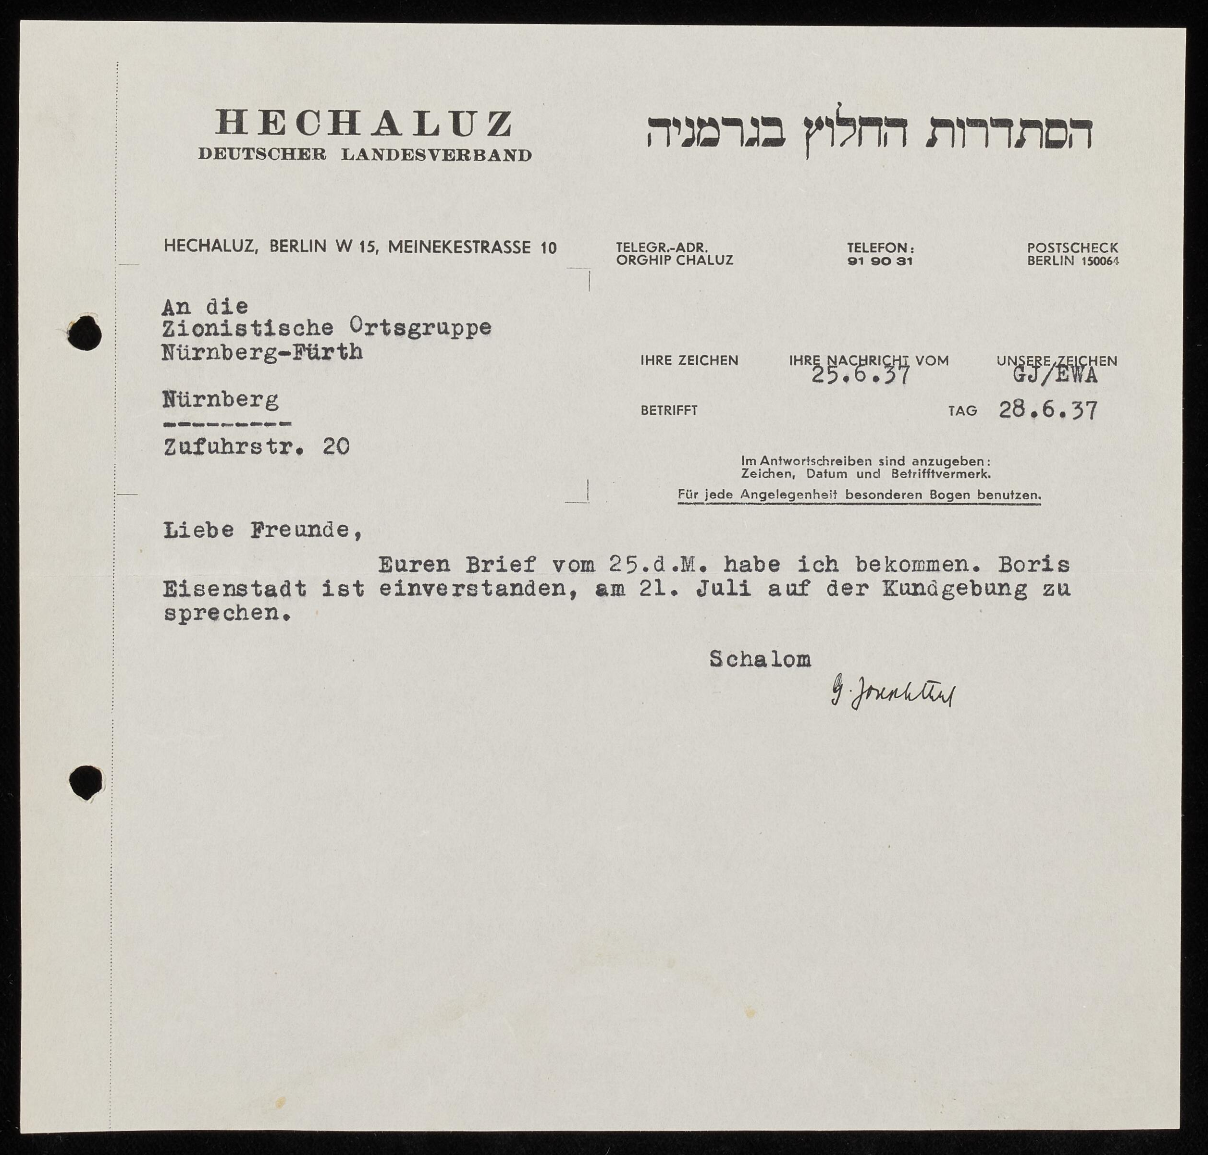 HECHALUZ
DEUTSCHER LANDESVERBAND
הסתדרות החלוץ בגרמניה
HECHALUZ, BERLIN W 15, MEINEKESTRASSE 10
TELEGR.-ADR.
ORGHIP CHALUZ
TELEFON:
91 90 31
POSTSCHECK
BERLIN 150064
An die
Zionistische Ortsgruppe
Nürnberg-Fürth
Nürnberg
---------
Zufuhrstr. 20
IHRE ZEICHEN
IHRE NACHRICHT VOM
25.6.37
UNSERE ZEICHEN
GJ/EWA
BETRIFFT
TAG 28.6.37
Im Antwortschreiben sind anzugeben:
Zeichen, Datum und Betrifftvermerk.
Für jede Angelegenheit besonderen Bogen benutzen.
Liebe Freunde,
Euren Brief vom 25.d.M. habe ich bekommen. Boris
Eisenstadt ist einverstanden, am 21. Juli auf der Kundgebung zu
sprechen.
Schalom
G. Josephthal